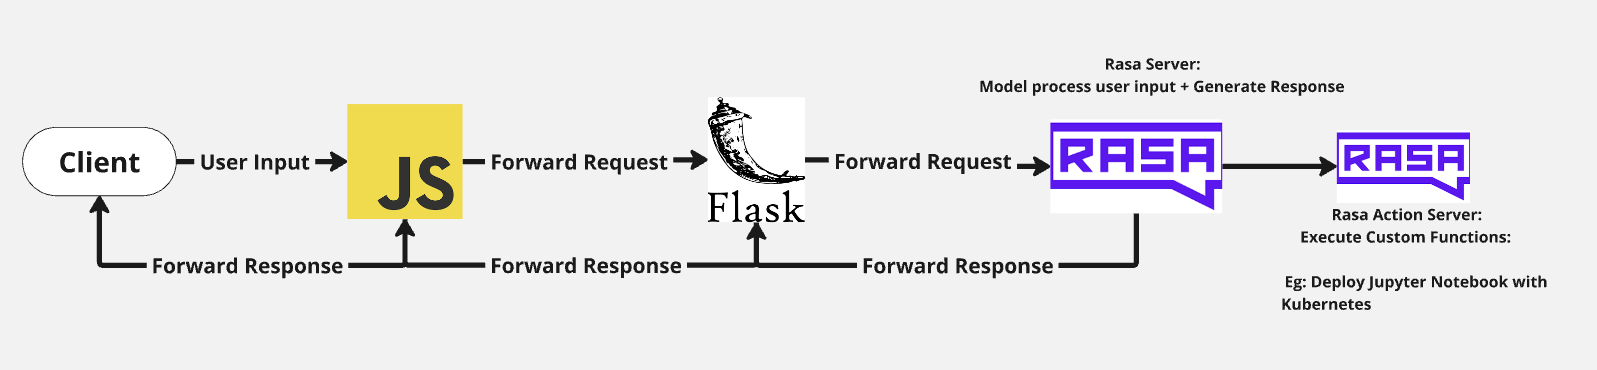 Rasa Server:
Model process user input + Generate Response
Client
User Input
JS
Forward Request
Flask
Forward Request
RASA
RASA
Rasa Action Server:
Execute Custom Functions:
Eg: Deploy Jupyter Notebook with
Kubernetes
Forward Response
Forward Response
Forward Response